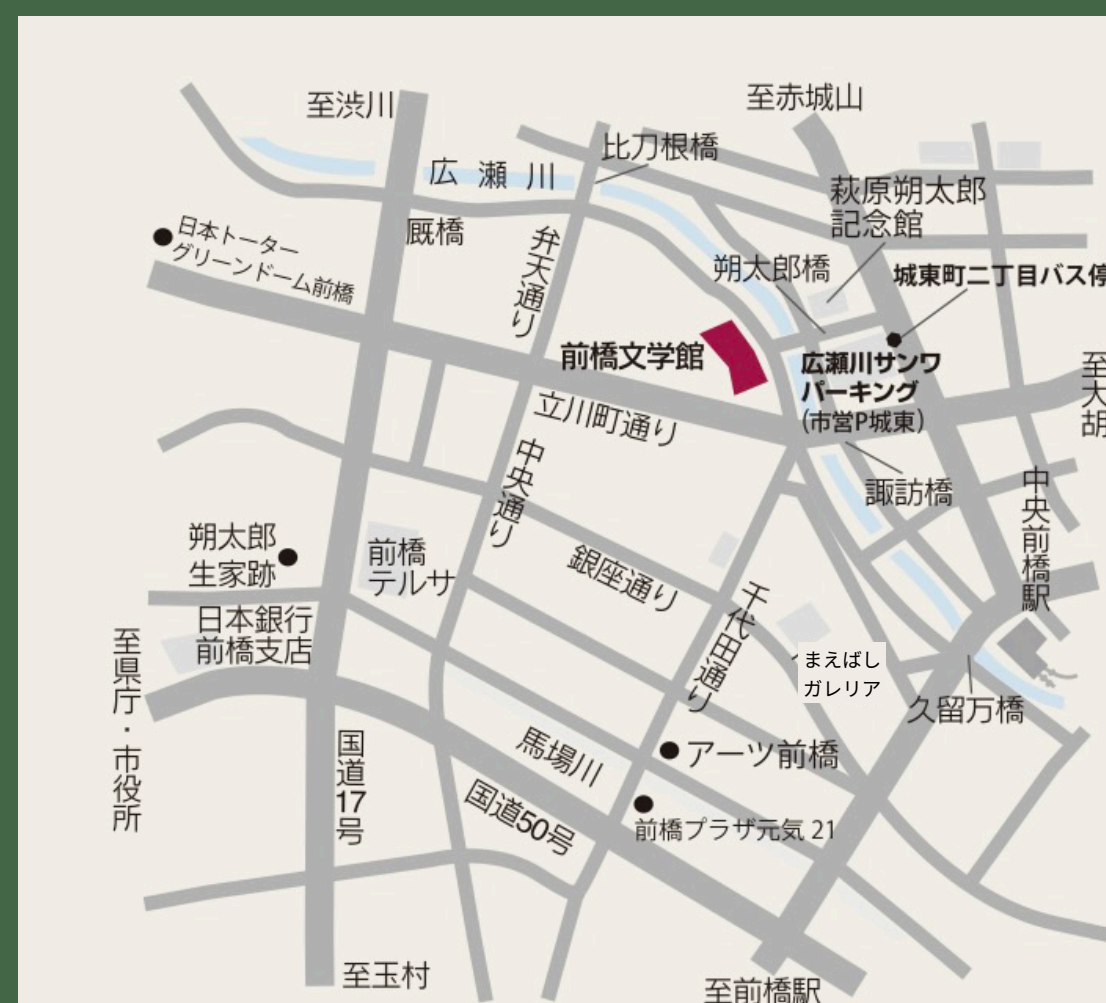 至渋川
至赤城山
比刀根橋
広瀬川
萩原朔太郎
記念館
日本トーター
グリーンドーム前橋
厩橋
弁天通り
朔太郎橋
城東町二丁目バス停
前橋文学館
広瀬川サンワ
パーキング
(市営P城東)
至大胡
立川町通り
中央通り
諏訪橋
中央前橋駅
朔太郎
生家跡
前橋
テルサ
銀座通り
千代田通り
日本銀行
前橋支店
至県庁・市役所
まえばし
ガレリア
久留万橋
国道17号
馬場川
アーツ前橋
国道50号
前橋プラザ元気 21
至玉村
至前橋駅